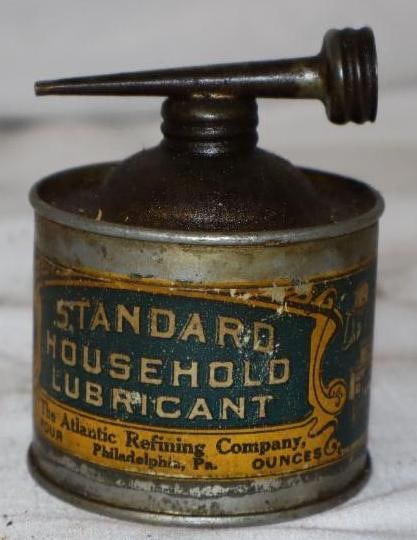 STANDARD
HOUSEHOLD
LUBRICANT
The Atlantic Refining Company,
FOUR Philadelphia, Pa. OUNCES